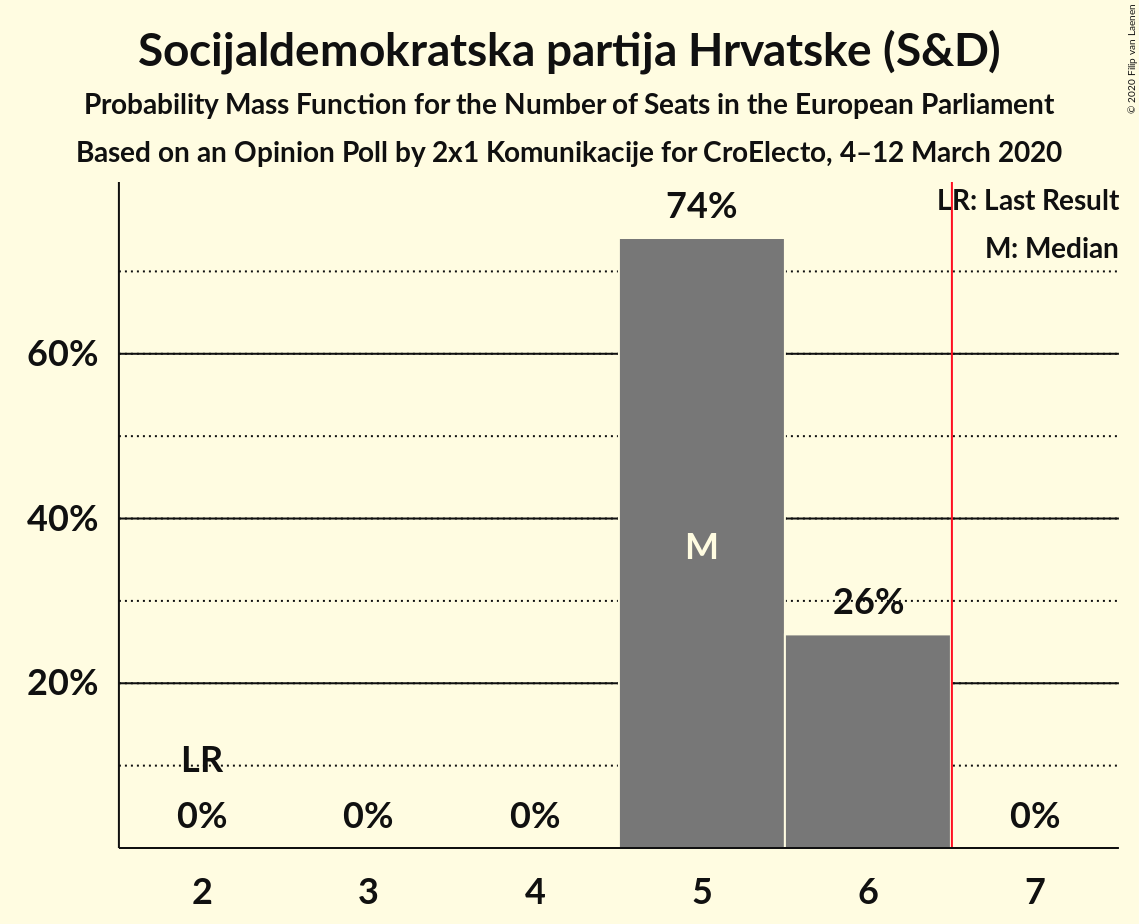 Socijaldemokratska partija Hrvatske (S&D)
Probability Mass Function for the Number of Seats in the European Parliament
Based on an Opinion Poll by 2x1 Komunikacije for CroElecto, 4–12 March 2020
© 2020 Filip van Laenen
LR: Last Result
M: Median
74%
60%
40%
M
26%
20%
LR
0% 0% 0% 0%
2 3 4 5 6 7